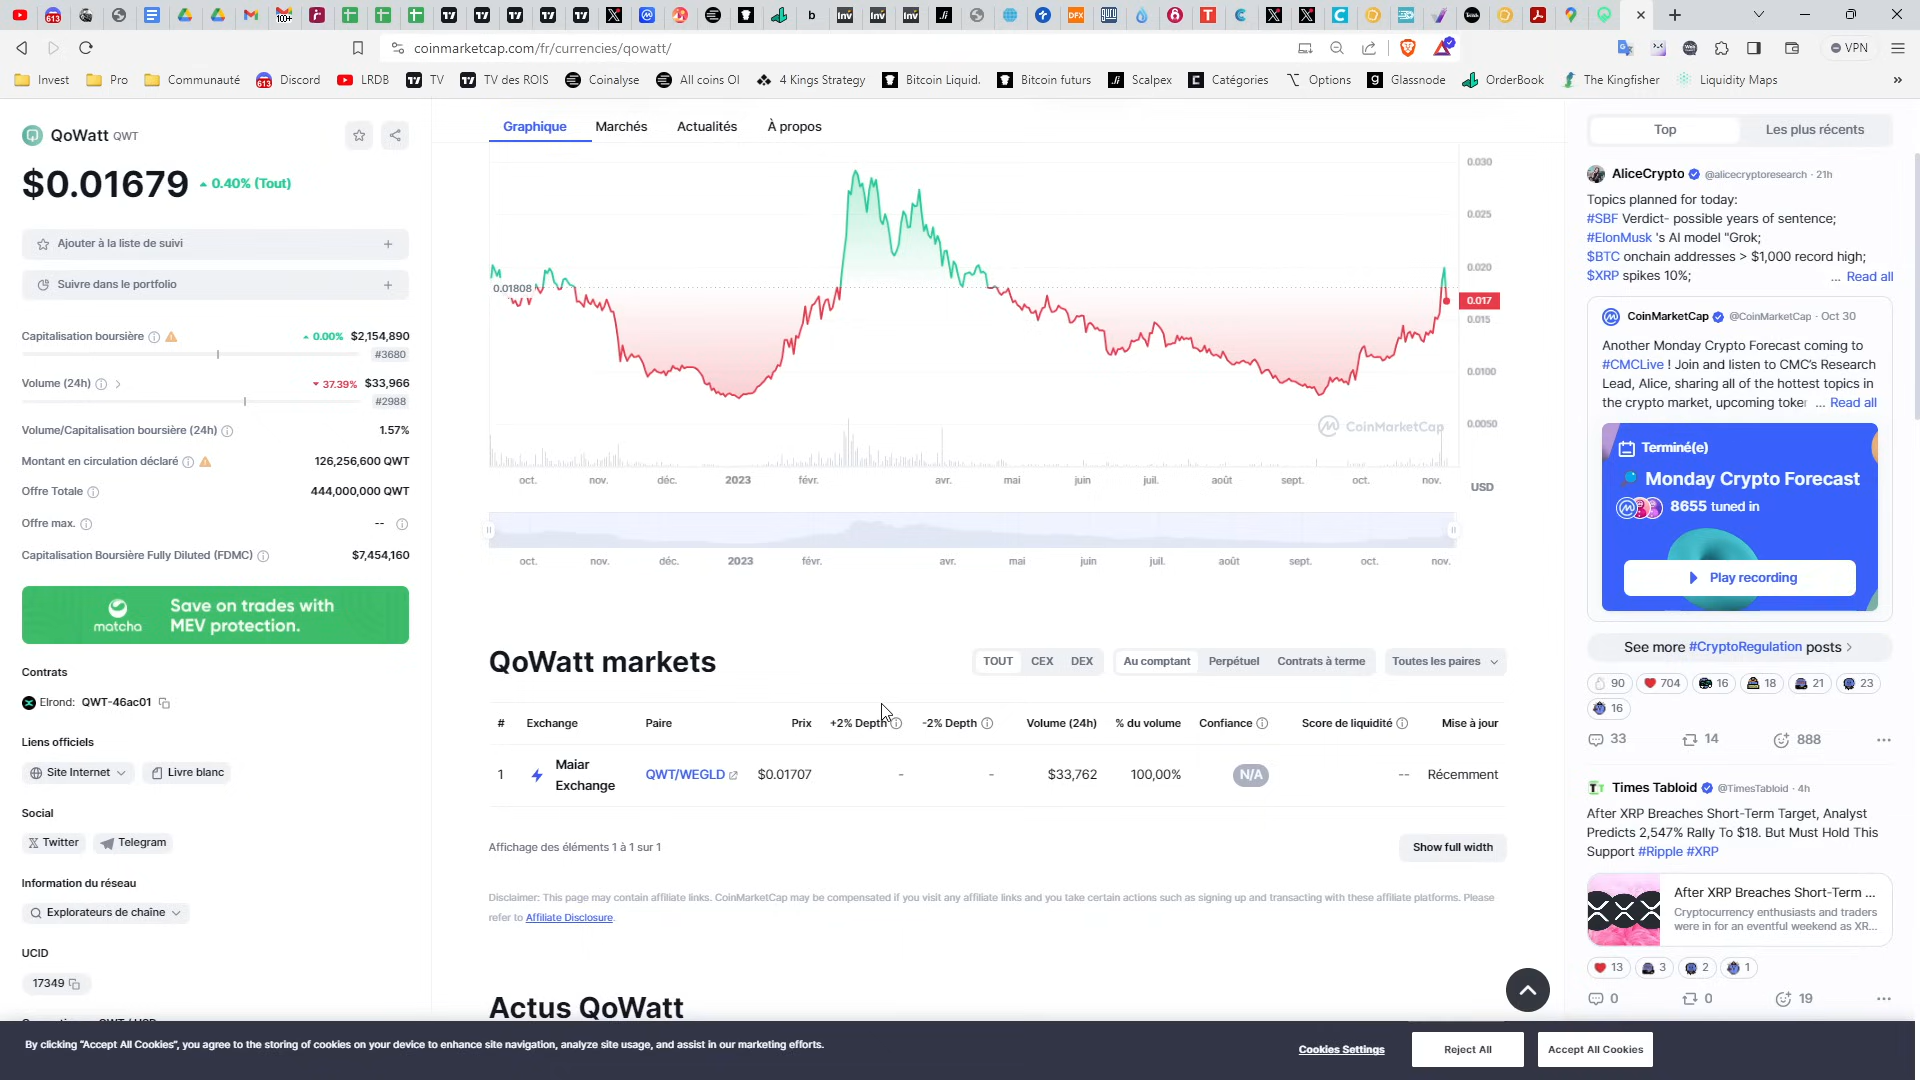 613
100+
b
Inv
Inv
Inv
DFX
guru
coinmarketcap.com/fr/currencies/qowatt/
VPN
Invest
Pro
Communauté
Discord
LRDB
TV
TV des ROIS
Coinalyse
All coins OI
4 Kings Strategy
Bitcoin Liquid.
Bitcoin futurs
Scalpex
Catégories
Options
Glassnode
OrderBook
The Kingfisher
Liquidity Maps
QoWatt QWT
$0.01679
0.40% (Tout)
Ajouter à la liste de suivi
Suivre dans le portfolio
Capitalisation boursière
0.00% $2,154,890
#3680
Volume (24h)
37.39% $33,966
#2988
Volume/Capitalisation boursière (24h)
1.57%
Montant en circulation déclaré
126,256,600 QWT
Offre Totale
444,000,000 QWT
Offre max.
--
Capitalisation Boursière Fully Diluted (FDMC)
$7,454,160
matcha
Save on trades with
MEV protection.
Contrats
Elrond: QWT-46ac01
Liens officiels
Site Internet
Livre blanc
Social
Twitter
Telegram
Information du réseau
Explorateurs de chaîne
UCID
17349
Graphique
Marchés
Actualités
À propos
0.030
0.025
0.020
0.01808
0.017
0.015
0.0100
0.0050
CoinMarketCap
oct. nov. déc. 2023 févr. avr. mai juin juil. août sept. oct. nov.
USD
oct. nov. déc. 2023 févr. avr. mai juin juil. août sept. oct. nov.
QoWatt markets
TOUT CEX DEX
Au comptant Perpétuel Contrats à terme
Toutes les paires
# Exchange Paire Prix +2% Depth -2% Depth Volume (24h) % du volume Confiance Score de liquidité Mise à jour
1 Maiar Exchange QWT/WEGLD $0.01707 - - $33,762 100,00% N/A -- Récemment
Affichage des éléments 1 à 1 sur 1
Show full width
Disclaimer: This page may contain affiliate links. CoinMarketCap may be compensated if you visit any affiliate links and you take certain actions such as signing up and transacting with these affiliate platforms. Please
refer to Affiliate Disclosure.
Actus QoWatt
Top
Les plus récents
AliceCrypto @alicecryptoresearch · 21h
Topics planned for today:
#SBF Verdict- possible years of sentence;
#ElonMusk 's AI model "Grok;
$BTC onchain addresses > $1,000 record high;
$XRP spikes 10%;
... Read all
CoinMarketCap @CoinMarketCap · Oct 30
Another Monday Crypto Forecast coming to
#CMCLive ! Join and listen to CMC's Research
Lead, Alice, sharing all of the hottest topics in
the crypto market, upcoming toker ... Read all
Terminé(e)
Monday Crypto Forecast
8655 tuned in
Play recording
See more #CryptoRegulation posts
90 704 16 18 21 23
16
33 14 888
Times Tabloid @TimesTabloid · 4h
After XRP Breaches Short-Term Target, Analyst
Predicts 2,547% Rally To $18. But Must Hold This
Support #Ripple #XRP
After XRP Breaches Short-Term ...
Cryptocurrency enthusiasts and traders
were in for an eventful weekend as XR...
13 3 2 1
0 0 19
By clicking "Accept All Cookies", you agree to the storing of cookies on your device to enhance site navigation, analyze site usage, and assist in our marketing efforts.
Cookies Settings
Reject All
Accept All Cookies